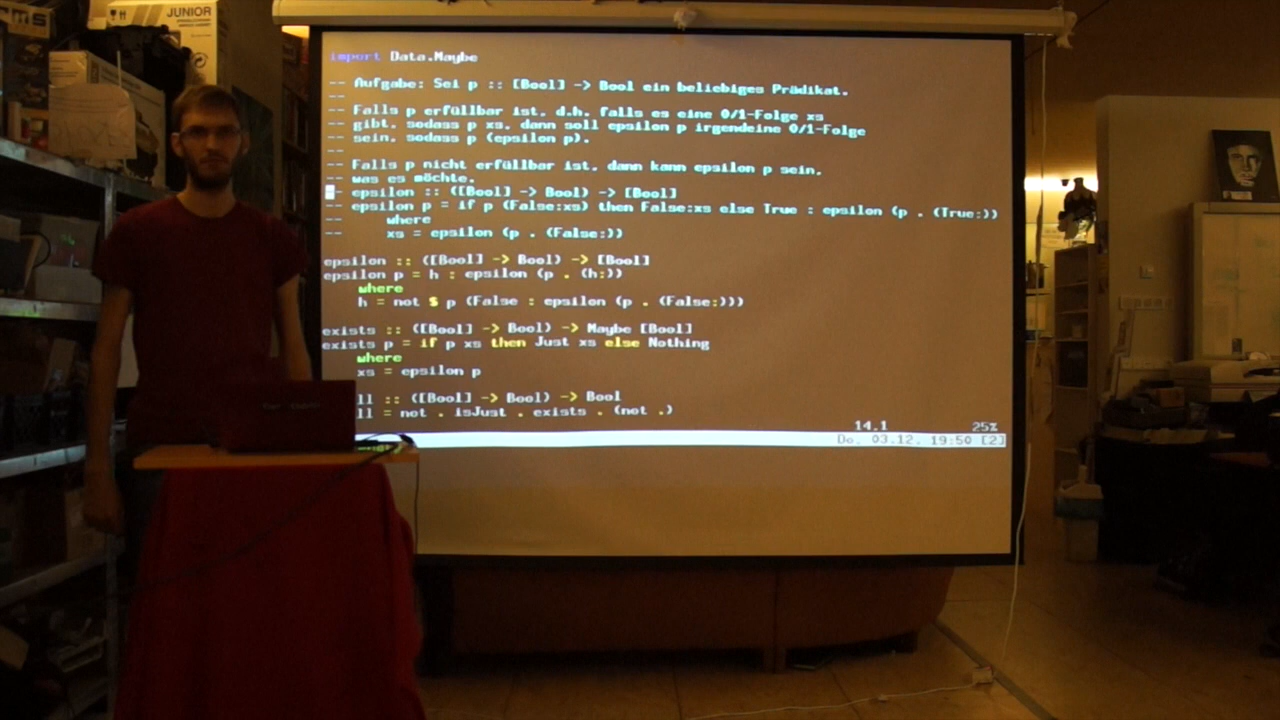 JUNIOR
import Data.Maybe
-- Aufgabe: Sei p :: [Bool] -> Bool ein beliebiges Prädikat.
--
-- Falls p erfüllbar ist, d.h. falls es eine 0/1-Folge xs
-- gibt, sodass p xs, dann soll epsilon p irgendeine 0/1-Folge
-- sein, sodass p (epsilon p).
--
-- Falls p nicht erfüllbar ist, dann kann epsilon p sein,
-- was es möchte.
- epsilon :: ([Bool] -> Bool) -> [Bool]
-- epsilon p = if p (False:xs) then False:xs else True : epsilon (p . (True:))
--     where
--     xs = epsilon (p . (False:))
epsilon :: ([Bool] -> Bool) -> [Bool]
epsilon p = h : epsilon (p . (h:))
    where
    h = not $ p (False : epsilon (p . (False:)))
exists :: ([Bool] -> Bool) -> Maybe [Bool]
exists p = if p xs then Just xs else Nothing
    where
    xs = epsilon p
ll :: ([Bool] -> Bool) -> Bool
ll = not . isJust . exists . (not .)
14,1 25%
Do, 03.12. 19:50 [2]